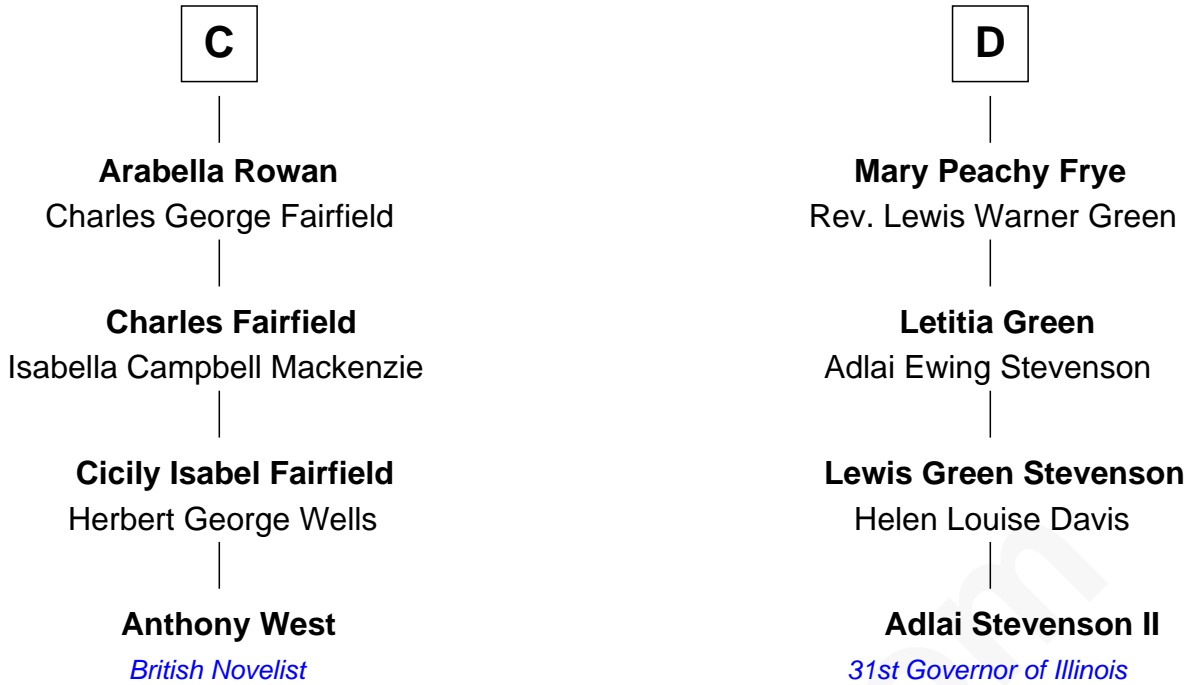 C
Arabella Rowan
Charles George Fairfield
Charles Fairfield
Isabella Campbell Mackenzie
Cicily Isabel Fairfield
Herbert George Wells
Anthony West
British Novelist
D
Mary Peachy Frye
Rev. Lewis Warner Green
Letitia Green
Adlai Ewing Stevenson
Lewis Green Stevenson
Helen Louise Davis
Adlai Stevenson II
31st Governor of Illinois